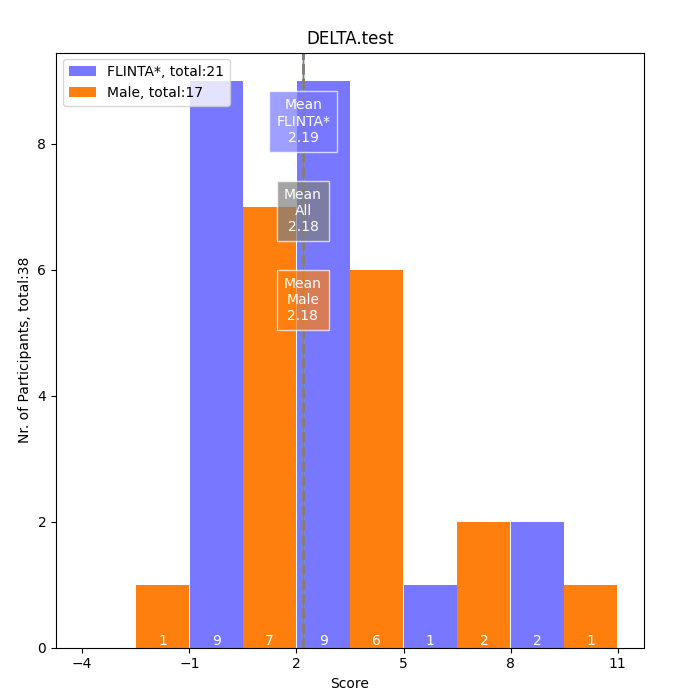 DELTA.test
FLINTA*, total:21
Male, total:17
Mean
FLINTA*
2.19
Mean
All
2.18
Mean
Male
2.18
Nr. of Participants, total:38
8
6
4
2
0
1 9 7 9 6 1 2 2 1
−4 −1 2 5 8 11
Score